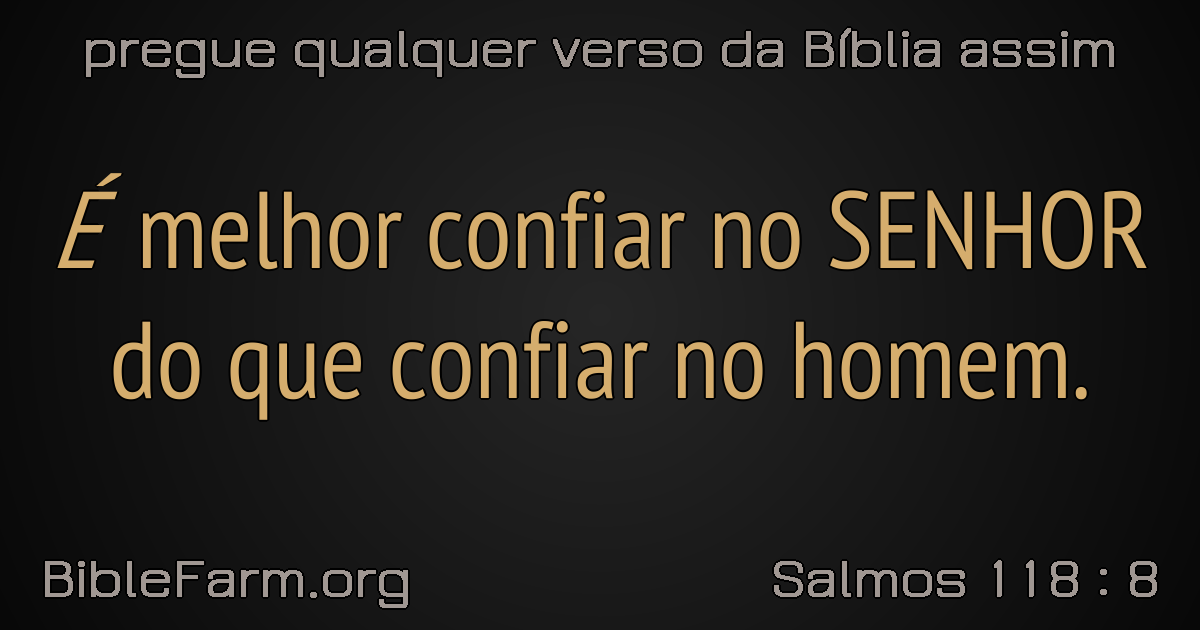 pregue qualquer verso da Bíblia assim
É melhor confiar no SENHOR
do que confiar no homem.
BibleFarm.org
Salmos 118 : 8